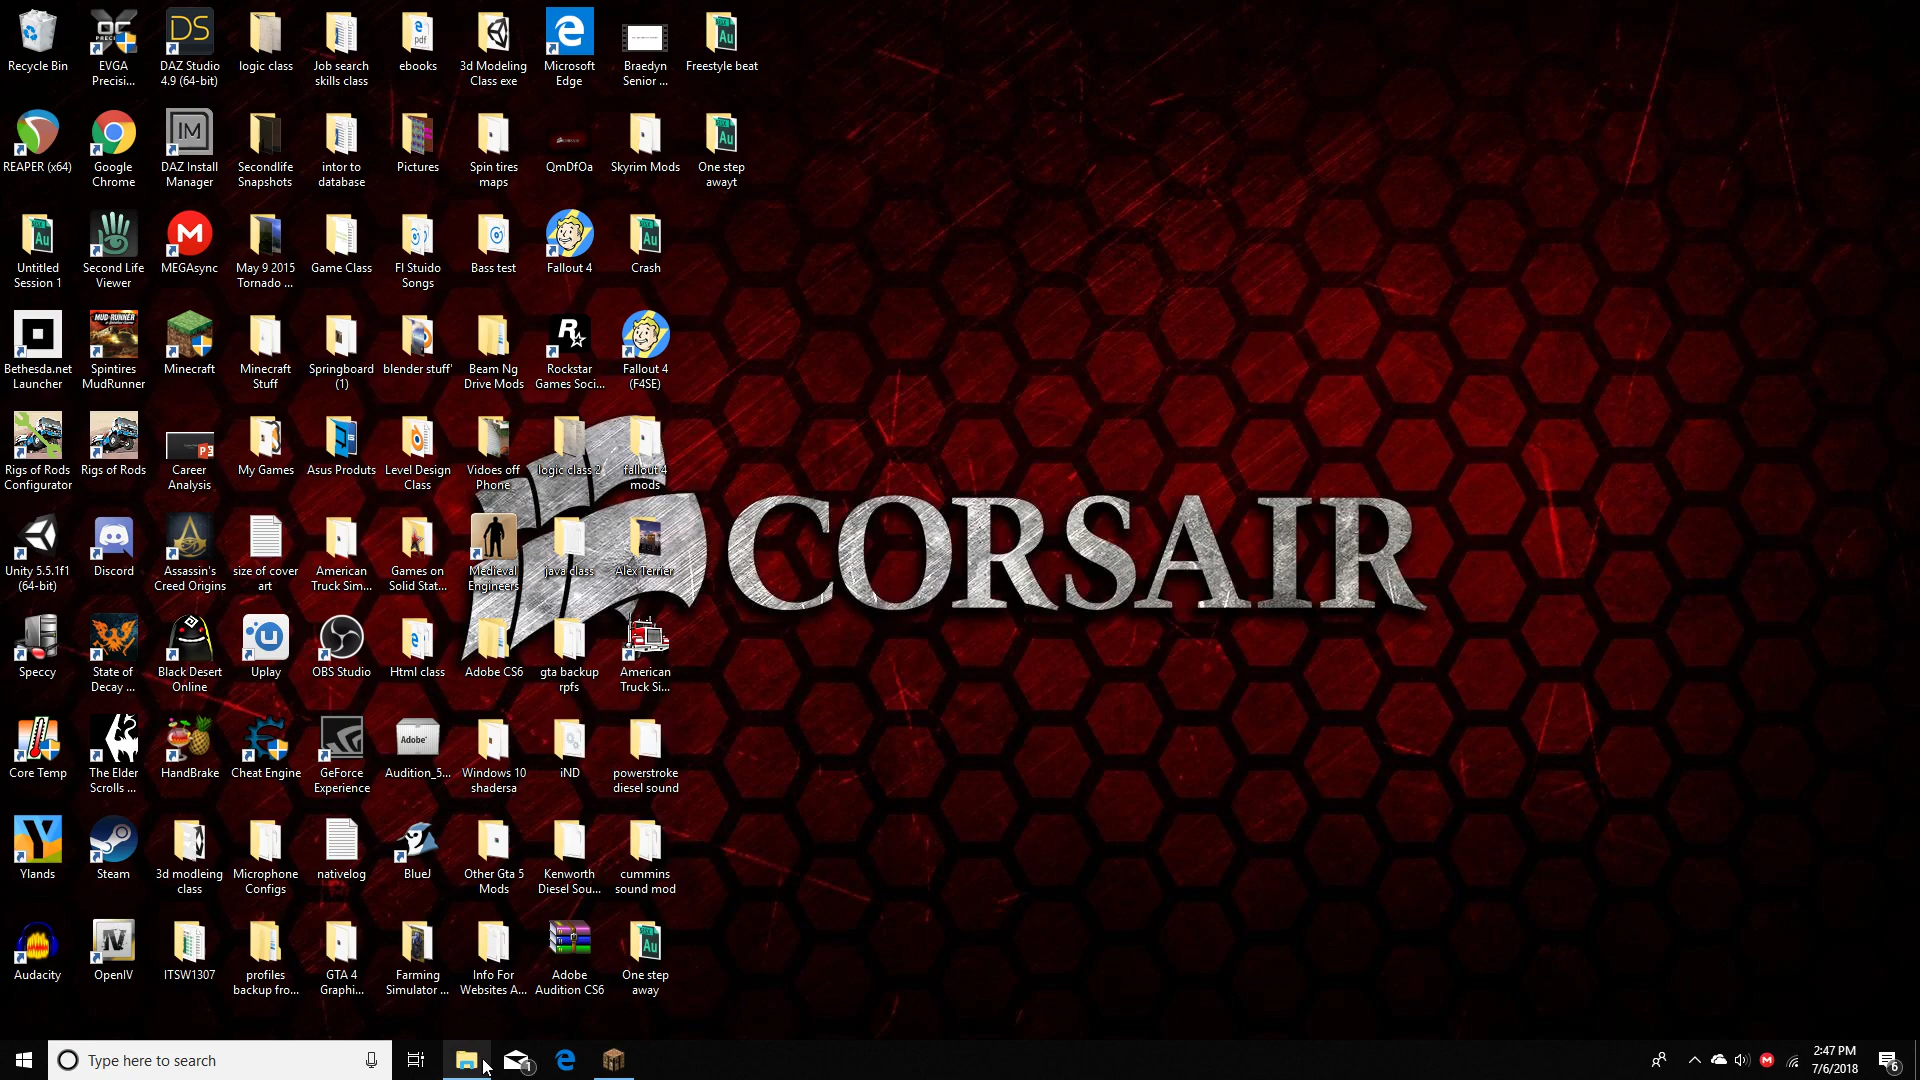 Recycle Bin
EVGA
Precisi...
DAZ Studio
4.9 (64-bit)
logic class
Job search
skills class
ebooks
3d Modeling
Class exe
Microsoft
Edge
Braedyn
Senior ...
Freestyle beat
REAPER (x64)
Google
Chrome
DAZ Install
Manager
Secondlife
Snapshots
intor to
database
Pictures
Spin tires
maps
QmDfOa
Skyrim Mods
One step
awayt
Untitled
Session 1
Second Life
Viewer
MEGAsync
May 9 2015
Tornado ...
Game Class
Fl Stuido
Songs
Bass test
Fallout 4
Crash
Bethesda.net
Launcher
Spintires
MudRunner
Minecraft
Minecraft
Stuff
Springboard
(1)
blender stuff'
Beam Ng
Drive Mods
Rockstar
Games Soci...
Fallout 4
(F4SE)
Rigs of Rods
Configurator
Rigs of Rods
Career
Analysis
My Games
Asus Produts
Level Design
Class
Vidoes off
Phone
logic class 2
fallout 4
mods
CORSAIR
Unity 5.5.1f1
(64-bit)
Discord
Assassin's
Creed Origins
size of cover
art
American
Truck Sim...
Games on
Solid Stat...
Medieval
Engineers
java class
Alex Terrier
Speccy
State of
Decay ...
Black Desert
Online
Uplay
OBS Studio
Html class
Adobe CS6
gta backup
rpfs
American
Truck Si...
Core Temp
The Elder
Scrolls ...
HandBrake
Cheat Engine
GeForce
Experience
Audition_5...
Windows 10
shadersa
iND
powerstroke
diesel sound
Ylands
Steam
3d modleing
class
Microphone
Configs
nativelog
BlueJ
Other Gta 5
Mods
Kenworth
Diesel Sou...
cummins
sound mod
Audacity
OpenIV
ITSW1307
profiles
backup fro...
GTA 4
Graphi...
Farming
Simulator ...
Info For
Websites A...
Adobe
Audition CS6
One step
away
Type here to search
1
2:47 PM
7/6/2018
6